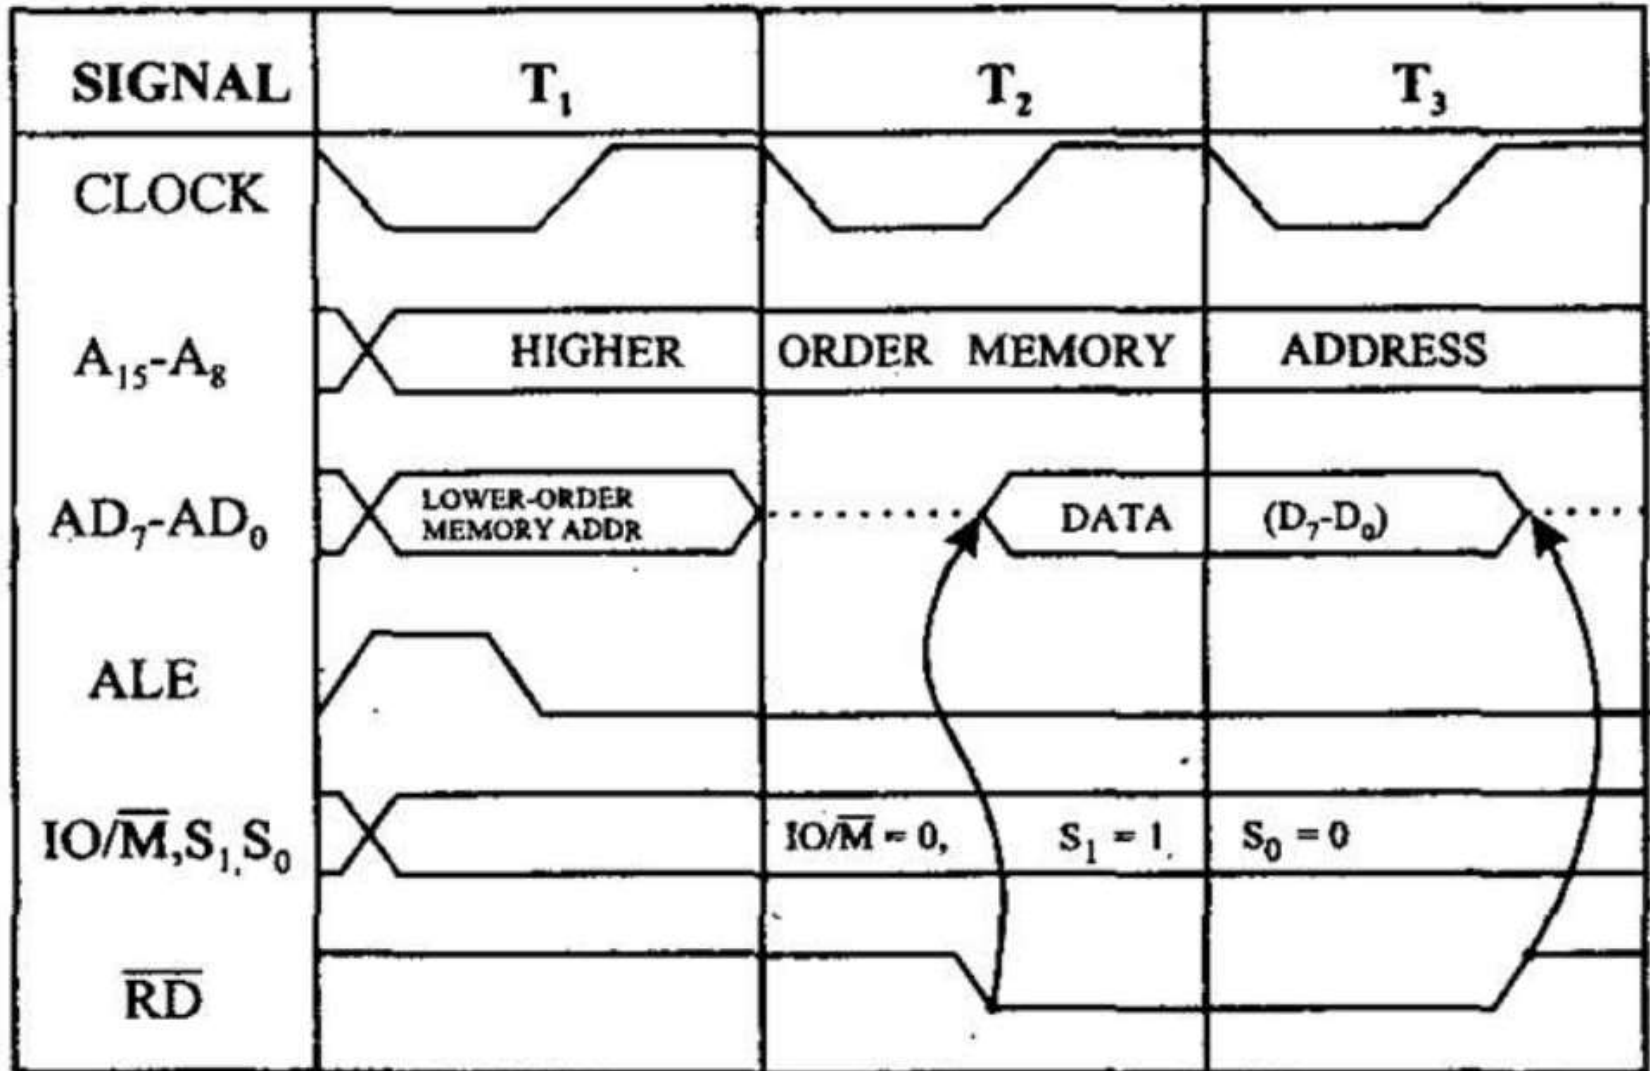 SIGNAL T₁ T₂ T₃
CLOCK
A₁₅-A₈ HIGHER ORDER MEMORY ADDRESS
AD₇-AD₀ LOWER-ORDER MEMORY ADDR DATA (D₇-D₀)
ALE
IO/M̅,S₁,S₀ IO/M̅ = 0, S₁ = 1, S₀ = 0
R̅D̅